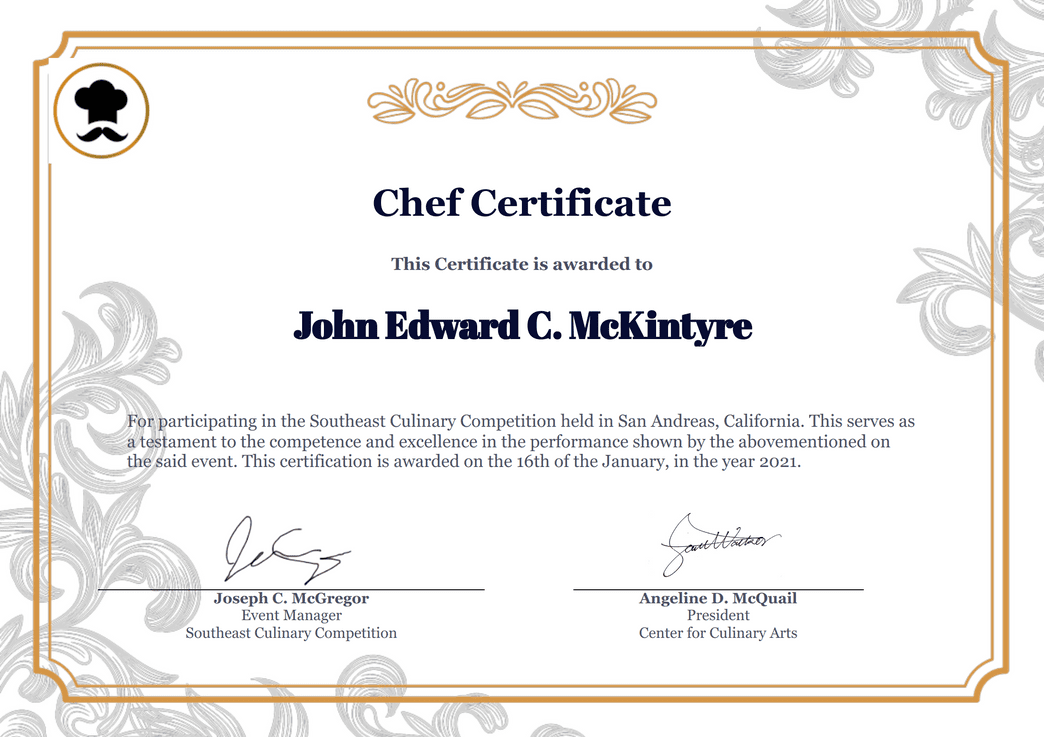 Chef Certificate
This Certificate is awarded to
John Edward C. McKintyre
For participating in the Southeast Culinary Competition held in San Andreas, California. This serves as
a testament to the competence and excellence in the performance shown by the abovementioned on
the said event. This certification is awarded on the 16th of the January, in the year 2021.
Joseph C. McGregor
Event Manager
Southeast Culinary Competition
Angeline D. McQuail
President
Center for Culinary Arts